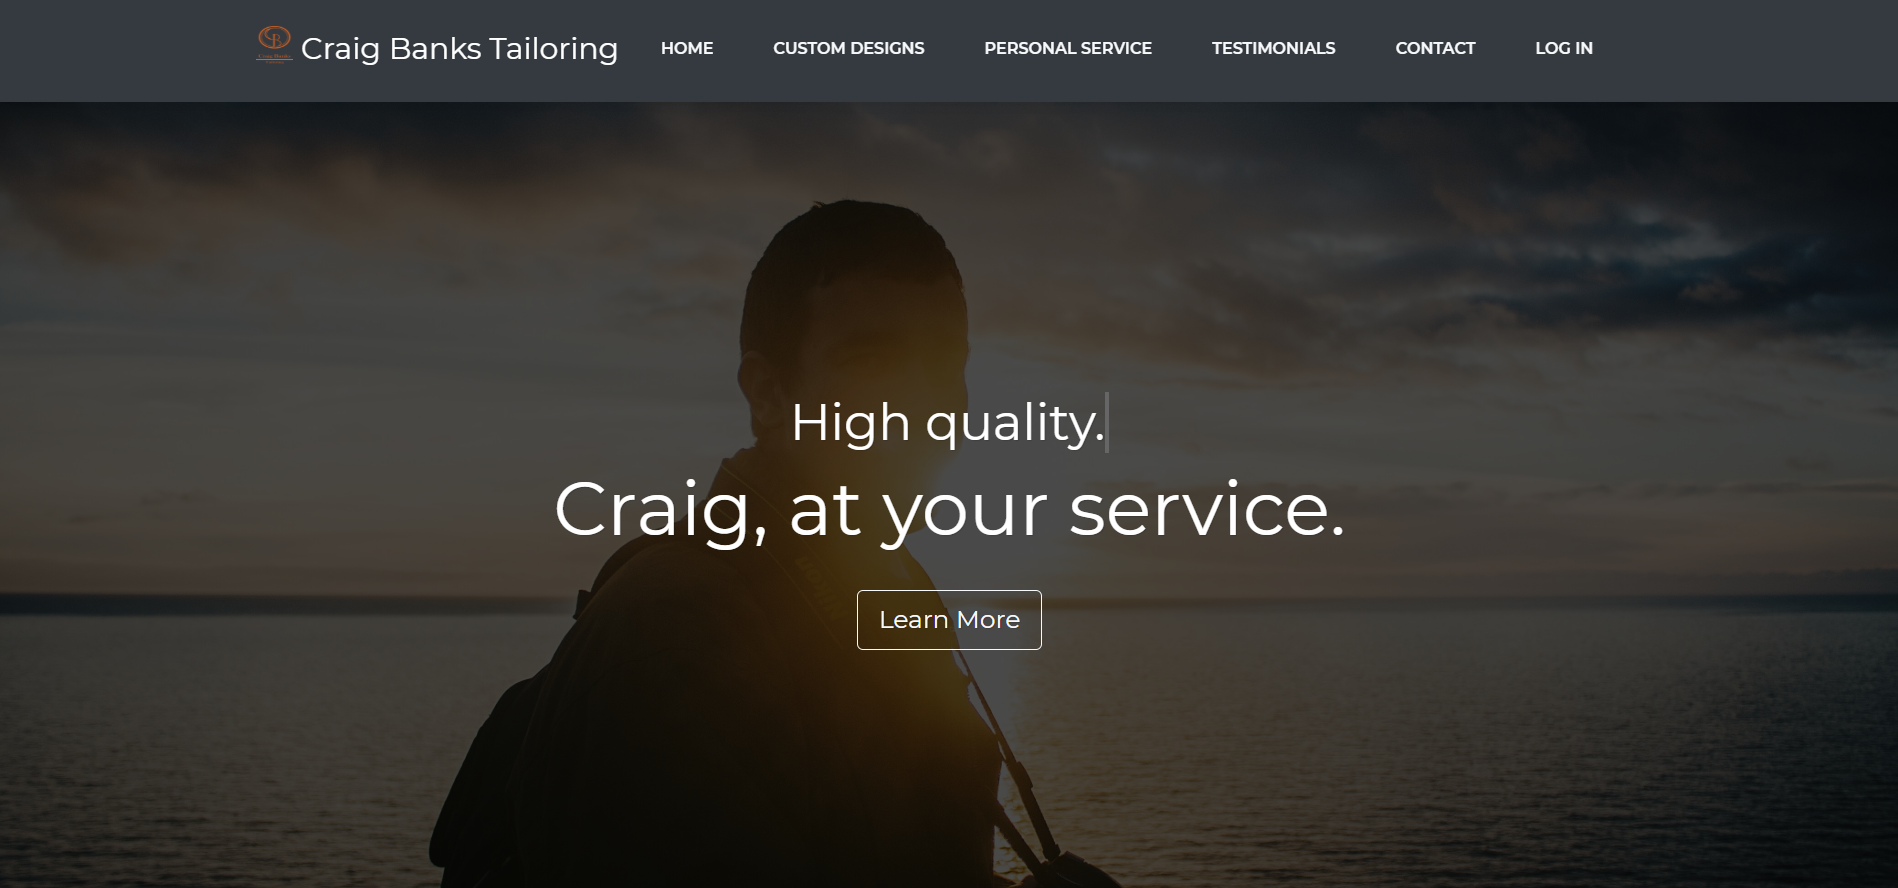 Craig Banks Tailoring
HOME
CUSTOM DESIGNS
PERSONAL SERVICE
TESTIMONIALS
CONTACT
LOG IN
High quality.
Craig, at your service.
Learn More